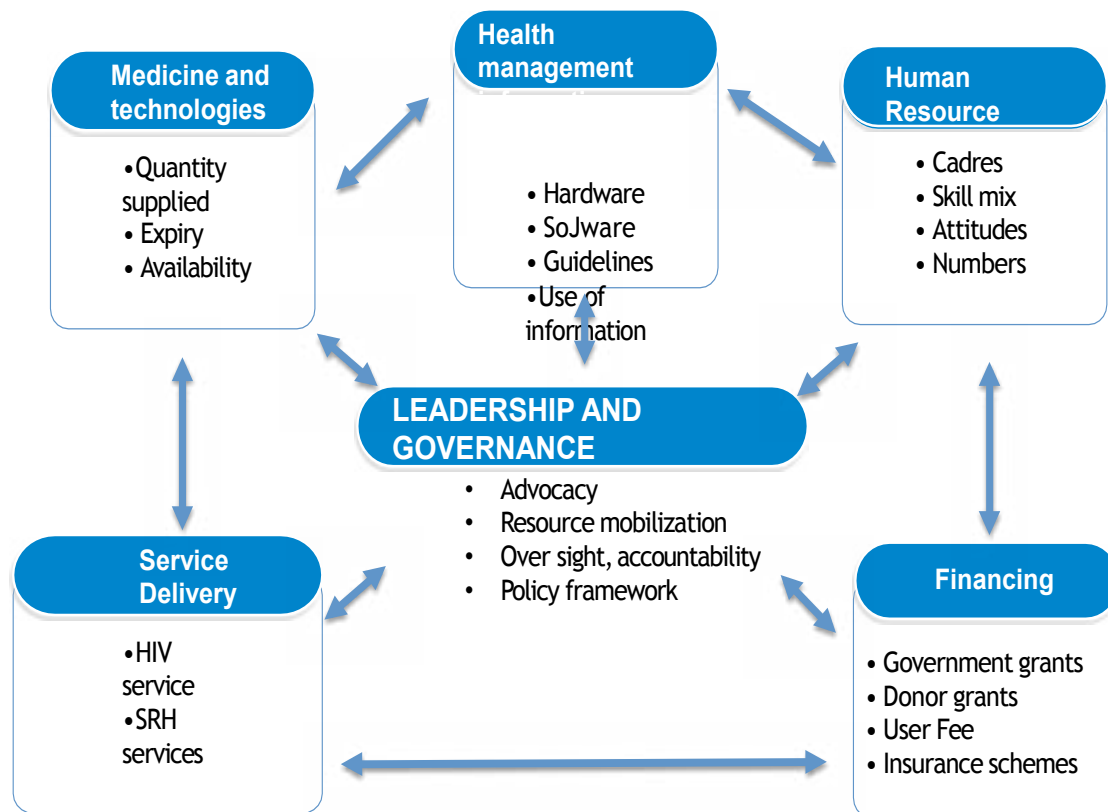 Medicine and
technologies
•Quantity
supplied
• Expiry
• Availability
Health
management
• Hardware
• SoJware
• Guidelines
•Use of
information
Human
Resource
• Cadres
• Skill mix
• Attitudes
• Numbers
LEADERSHIP AND
GOVERNANCE
• Advocacy
• Resource mobilization
• Over sight, accountability
• Policy framework
Service
Delivery
•HIV
service
•SRH
services
Financing
• Government grants
• Donor grants
• User Fee
• Insurance schemes